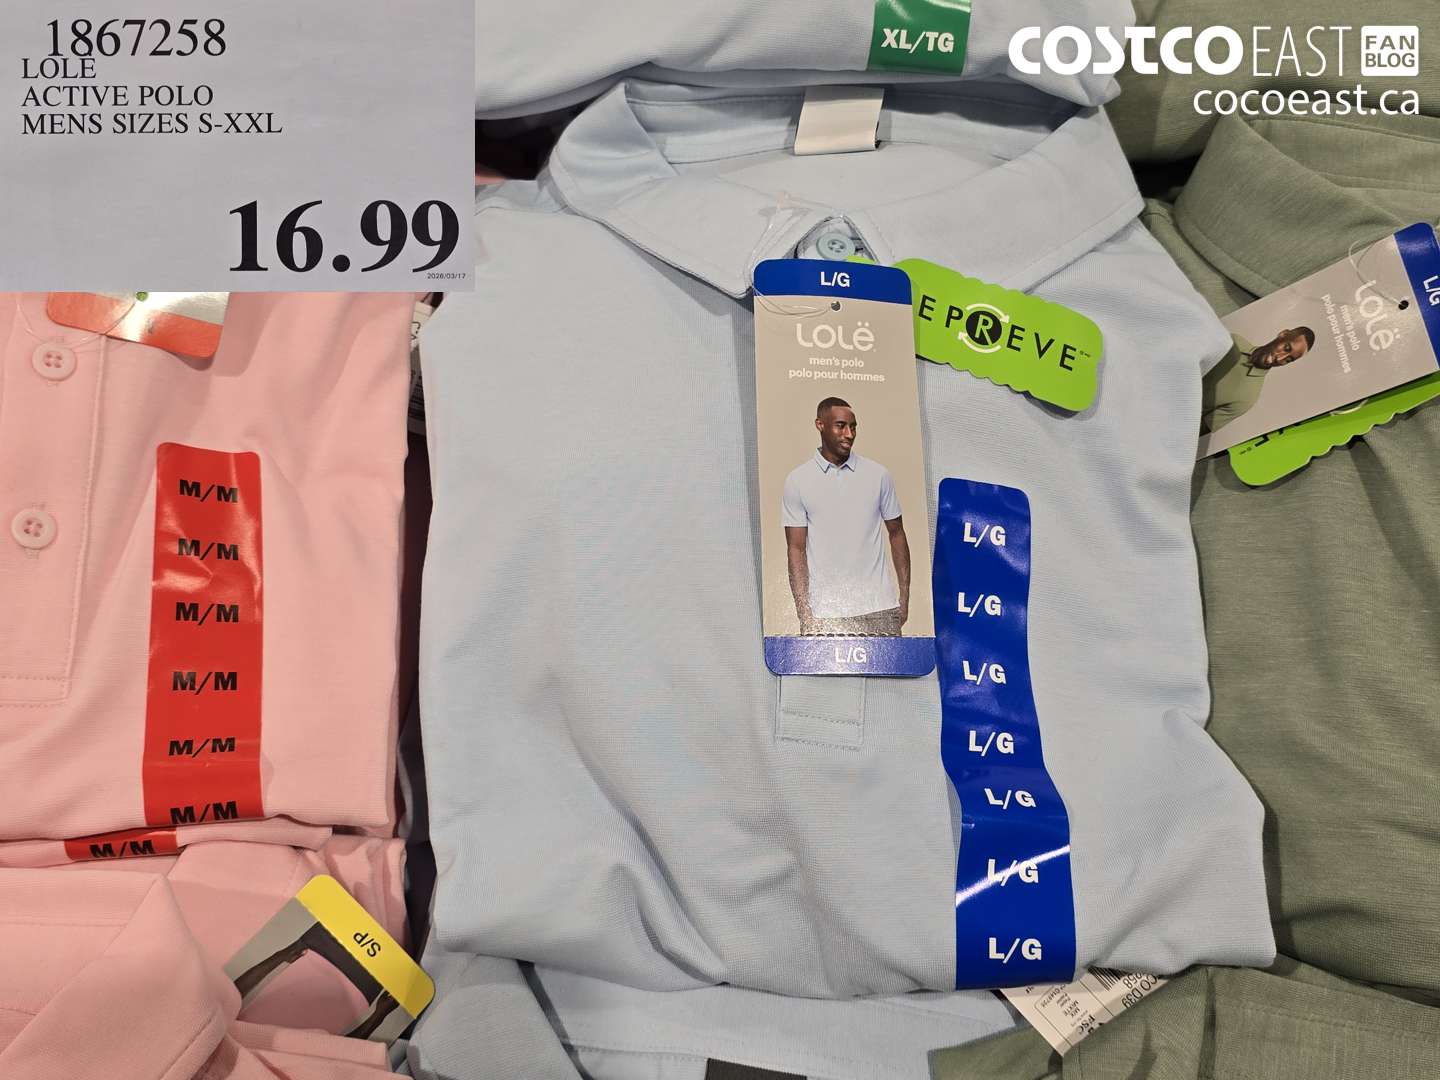 1867258
LOLE
ACTIVE POLO
MENS SIZES S-XXL
16.99
2026/03/17
XL/TG
COSTCO EAST FAN BLOG
cocoeast.ca
L/G
LOLË
men's polo
polo pour hommes
L/G
EPREVE
L/G
LOLË
men's polo
polo pour hommes
M/M
M/M
M/M
M/M
M/M
M/M
M/M
L/G
L/G
L/G
L/G
L/G
L/G
L/G
S/P